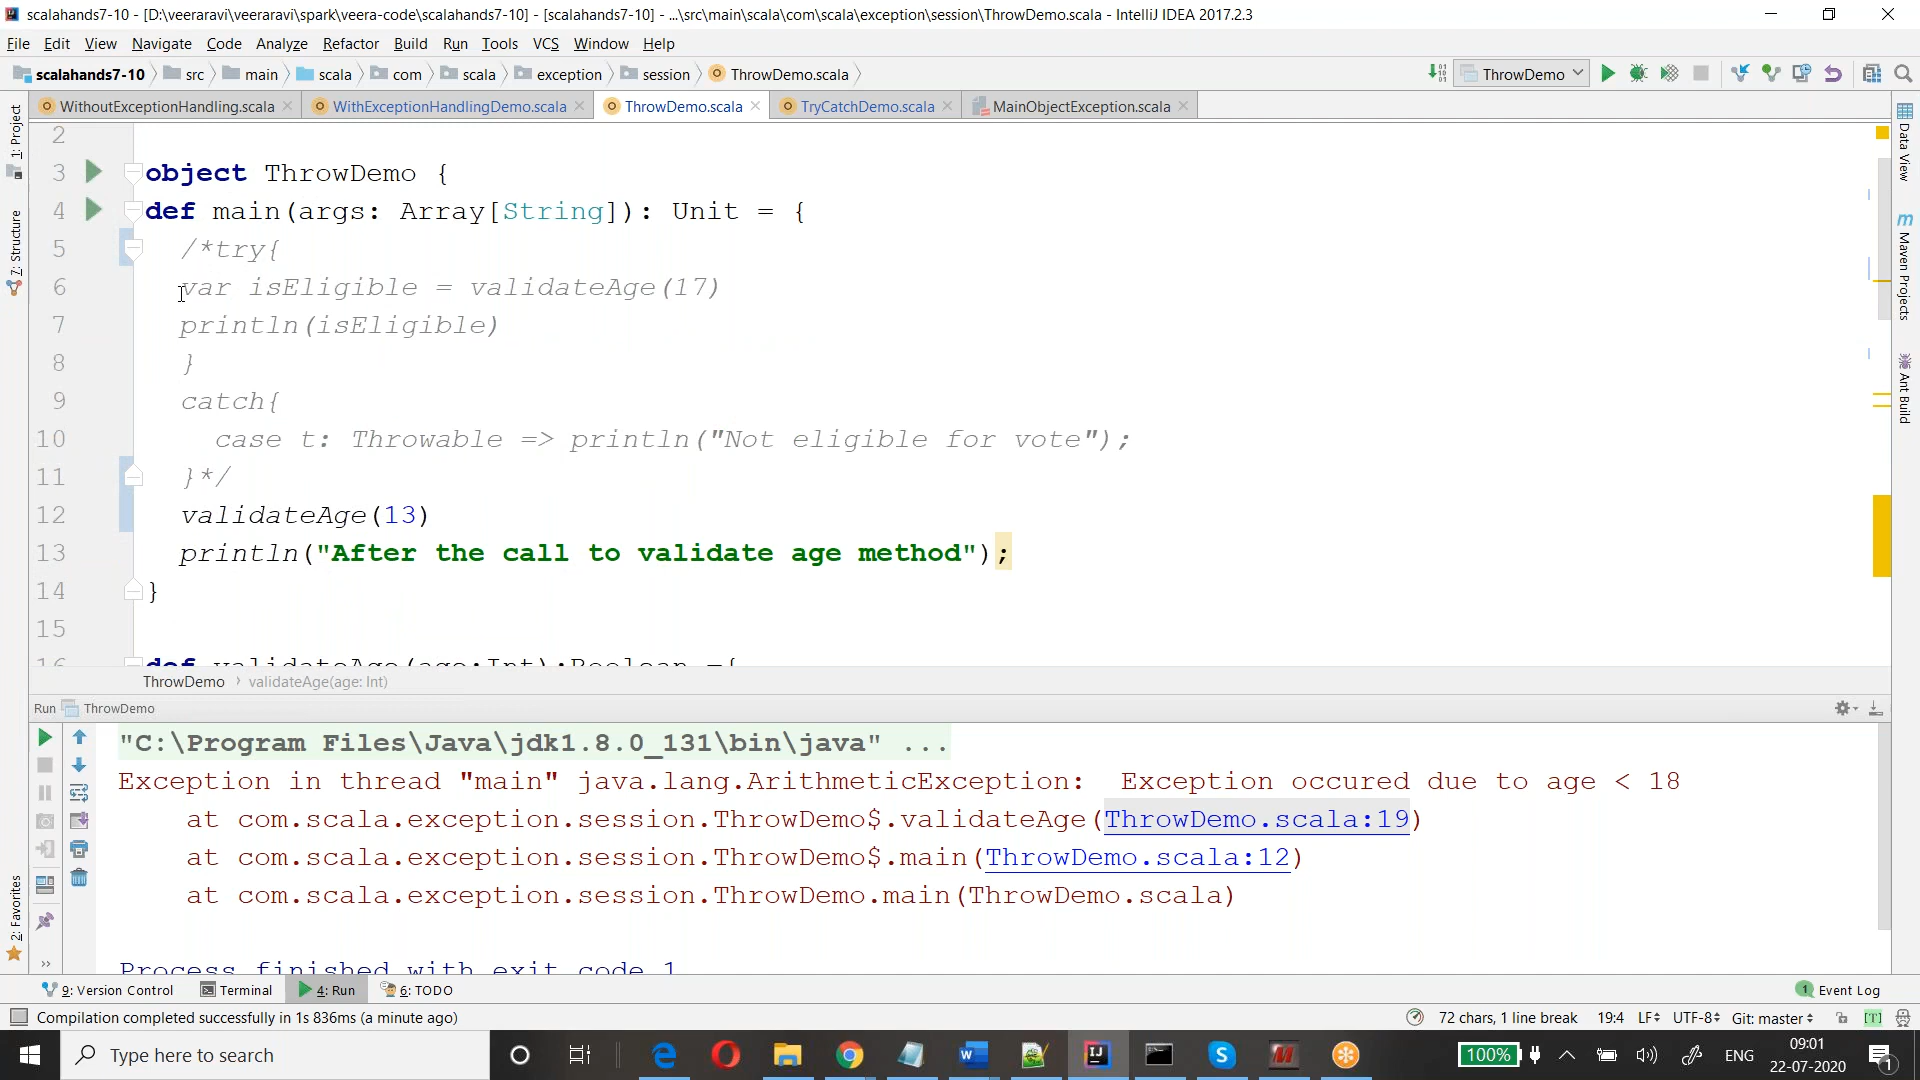 scalahands7-10 - [D:\veeraravi\veeraravi\spark\veera-code\scalahands7-10] - [scalahands7-10] - ...\src\main\scala\com\scala\exception\session\ThrowDemo.scala - IntelliJ IDEA 2017.2.3
File Edit View Navigate Code Analyze Refactor Build Run Tools VCS Window Help
scalahands7-10 src main scala com scala exception session ThrowDemo.scala ThrowDemo
WithoutExceptionHandling.scala WithExceptionHandlingDemo.scala ThrowDemo.scala TryCatchDemo.scala MainObjectException.scala
1: Project
7: Structure
2: Favorites
Data View
Maven Projects
Ant Build
2
3 object ThrowDemo {
4 def main(args: Array[String]): Unit = {
5 /*try{
6 var isEligible = validateAge(17)
7 println(isEligible)
8 }
9 catch{
10 case t: Throwable => println("Not eligible for vote");
11 }*/
12 validateAge(13)
13 println("After the call to validate age method");
14 }
15
16 def validateAge(age:Int):Boolean ={
ThrowDemo validateAge(age: Int)
Run ThrowDemo
"C:\Program Files\Java\jdk1.8.0_131\bin\java" ...
Exception in thread "main" java.lang.ArithmeticException: Exception occured due to age < 18
at com.scala.exception.session.ThrowDemo$.validateAge(ThrowDemo.scala:19)
at com.scala.exception.session.ThrowDemo$.main(ThrowDemo.scala:12)
at com.scala.exception.session.ThrowDemo.main(ThrowDemo.scala)
Process finished with exit code 1
9: Version Control Terminal 4: Run 6: TODO 1 Event Log
Compilation completed successfully in 1s 836ms (a minute ago) 72 chars, 1 line break 19:4 LF UTF-8 Git: master [T]
Type here to search 100% ENG 09:01
22-07-2020 1